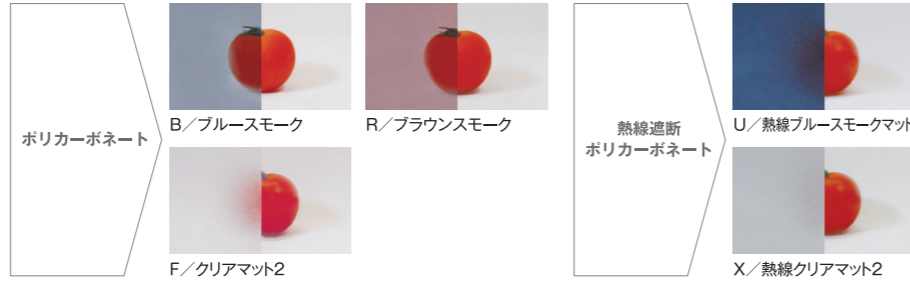 ポリカーボネート
B／ブルースモーク
R／ブラウンスモーク
F／クリアマット2
熱線遮断
ポリカーボネート
U／熱線ブルースモークマット
X／熱線クリアマット2